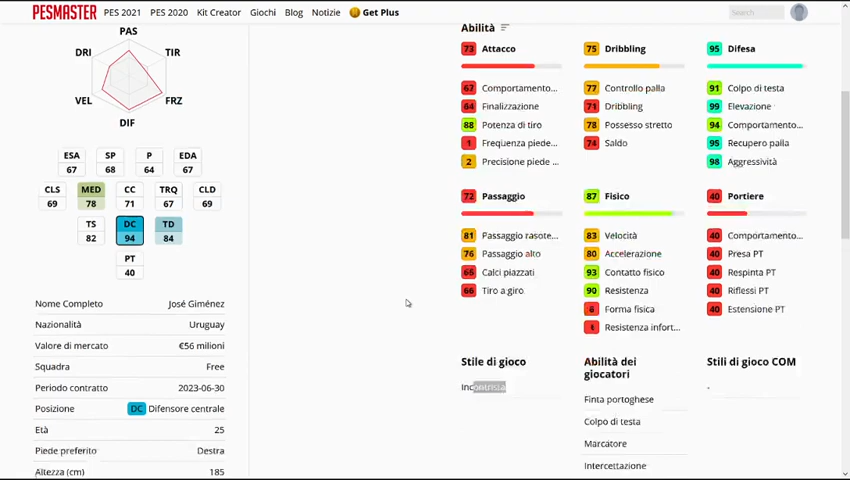 PESMASTER PES 2021 PES 2020 Kit Creator Giochi Blog Notizie Get Plus Search
PAS
DRI TIR
VEL FRZ
DIF
ESA SP P EDA
67 68 64 67
CLS MED CC TRQ CLD
69 78 71 67 69
TS DC TD
82 94 84
PT
40
Nome Completo José Giménez
Nazionalità Uruguay
Valore di mercato €56 milioni
Squadra Free
Periodo contratto 2023-06-30
Posizione DC Difensore centrale
Età 25
Piede preferito Destra
Altezza (cm) 185
Abilità
73 Attacco
67 Comportamento...
64 Finalizzazione
88 Potenza di tiro
1 Frequenza piede...
2 Precisione piede ...
75 Dribbling
77 Controllo palla
71 Dribbling
78 Possesso stretto
74 Saldo
95 Difesa
91 Colpo di testa
99 Elevazione
94 Comportamento...
95 Recupero palla
98 Aggressività
72 Passaggio
81 Passaggio rasote...
76 Passaggio alto
66 Calci piazzati
66 Tiro a giro
87 Fisico
83 Velocità
80 Accelerazione
93 Contatto fisico
90 Resistenza
6 Forma fisica
Resistenza infort...
40 Portiere
40 Comportamento...
40 Presa PT
40 Respinta PT
40 Riflessi PT
40 Estensione PT
Stile di gioco
Incontrista
Abilità dei
giocatori
Finta portoghese
Colpo di testa
Marcatore
Intercettazione
Stili di gioco COM
-